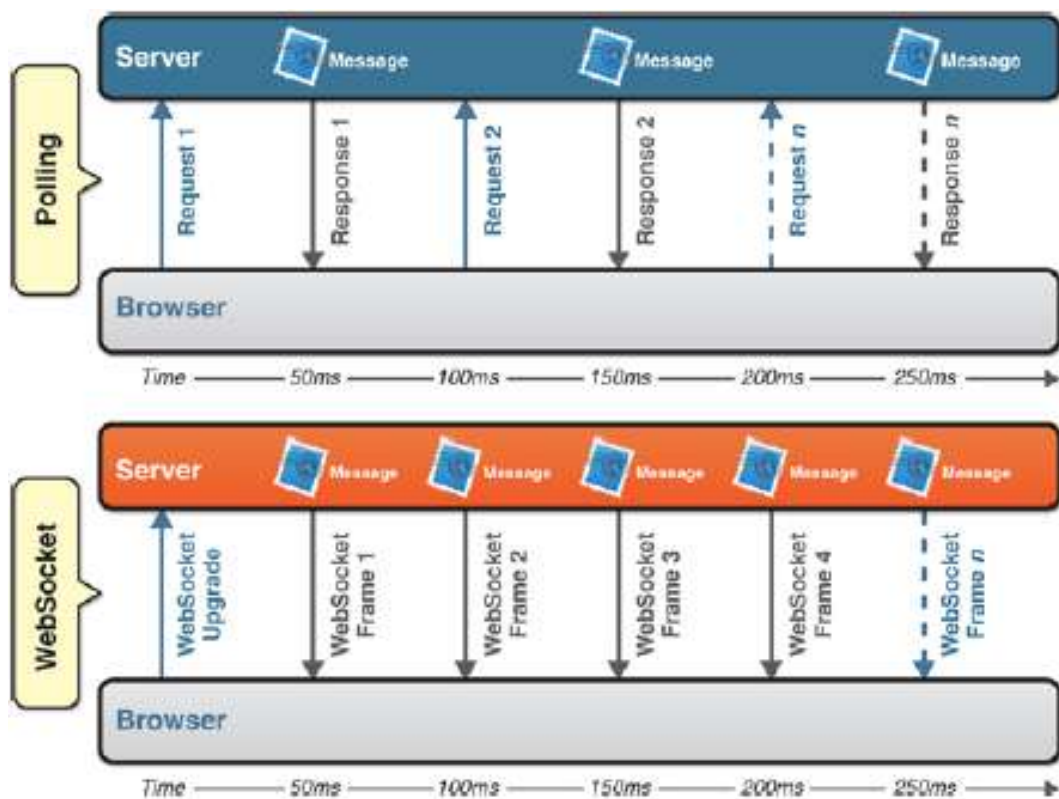 Polling
Server
Message
Message
Message
Request 1
Response 1
Request 2
Response 2
Request n
Response n
Browser
Time
50ms
100ms
150ms
200ms
250ms
WebSocket
Server
Message
Message
Message
Message
Message
WebSocket
Upgrade
WebSocket
Frame 1
WebSocket
Frame 2
WebSocket
Frame 3
WebSocket
Frame 4
WebSocket
Frame n
Browser
Time
50ms
100ms
150ms
200ms
250ms